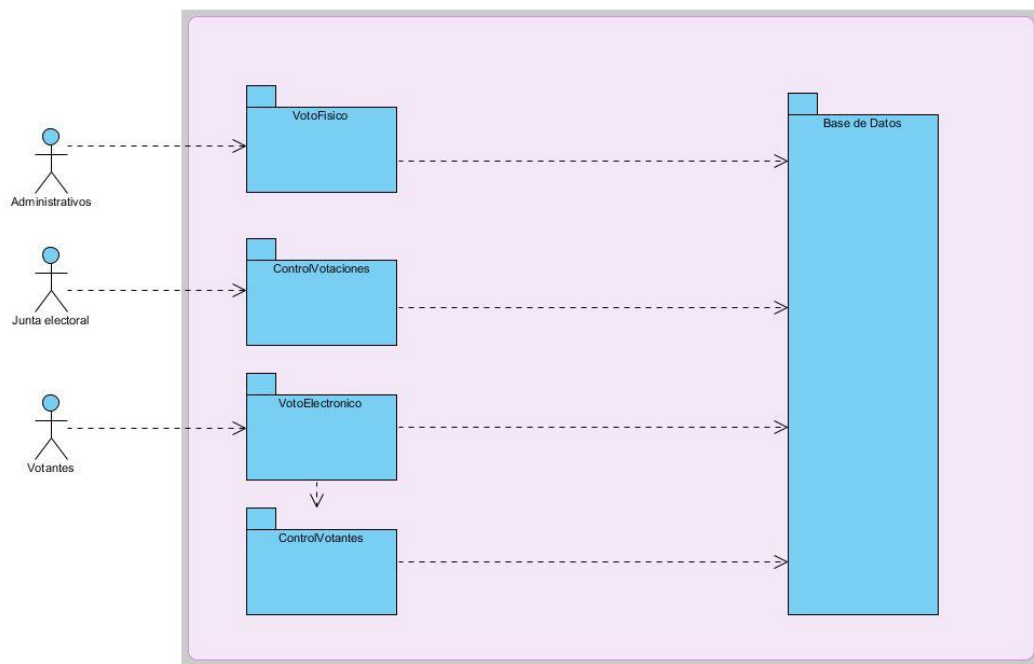 VotoFisico
Base de Datos
Administrativos
ControlVotaciones
Junta electoral
VotoElectronico
Votantes
ControlVotantes